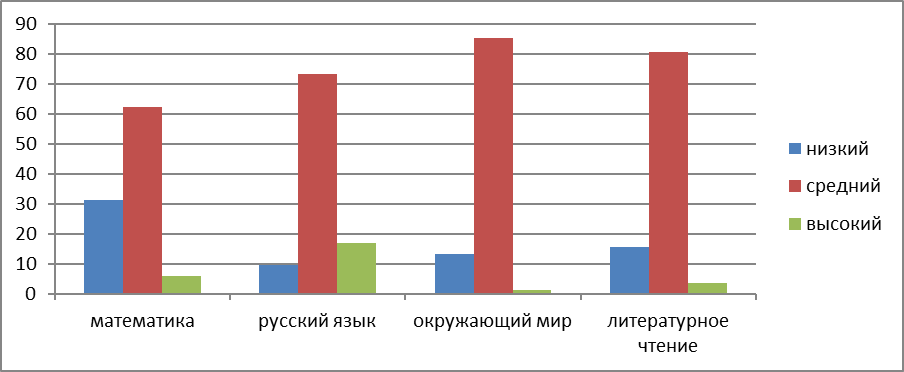 90
80
70
60
50
40
30
20
10
0
математика
русский язык
окружающий мир
литературное
чтение
низкий
средний
высокий